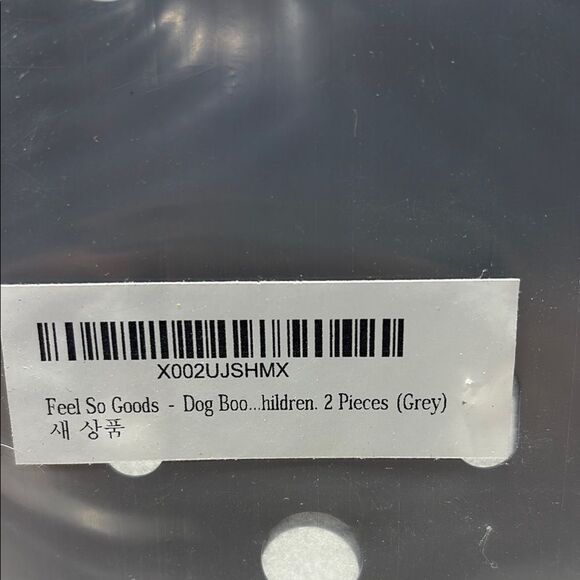 X002UJSHMX
Feel So Goods - Dog Boo...hildren. 2 Pieces (Grey)
새 상품